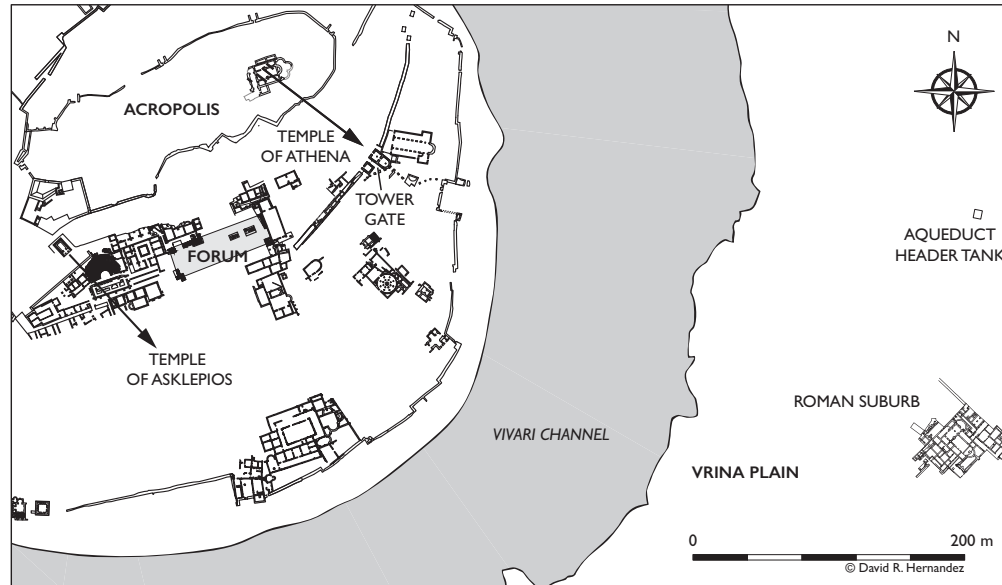 N
ACROPOLIS
TEMPLE
OF ATHENA
TOWER
GATE
FORUM
AQUEDUCT
HEADER TANK
TEMPLE
OF ASKLEPIOS
ROMAN SUBURB
VIVARI CHANNEL
VRINA PLAIN
0
200 m
© David R. Hernandez